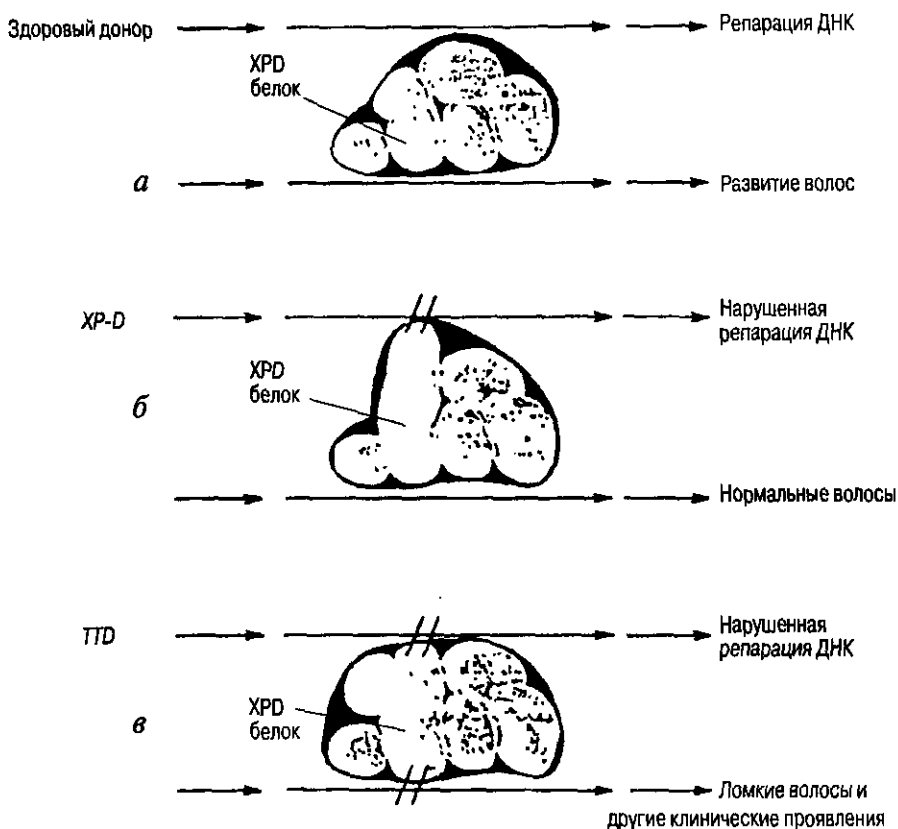 Здоровый донор
Репарация ДНК
XPD
белок
а
Развитие волос
XP-D
Нарушенная
репарация ДНК
XPD
белок
б
Нормальные волосы
TTD
Нарушенная
репарация ДНК
XPD
белок
в
Ломкие волосы и
другие клинические проявления